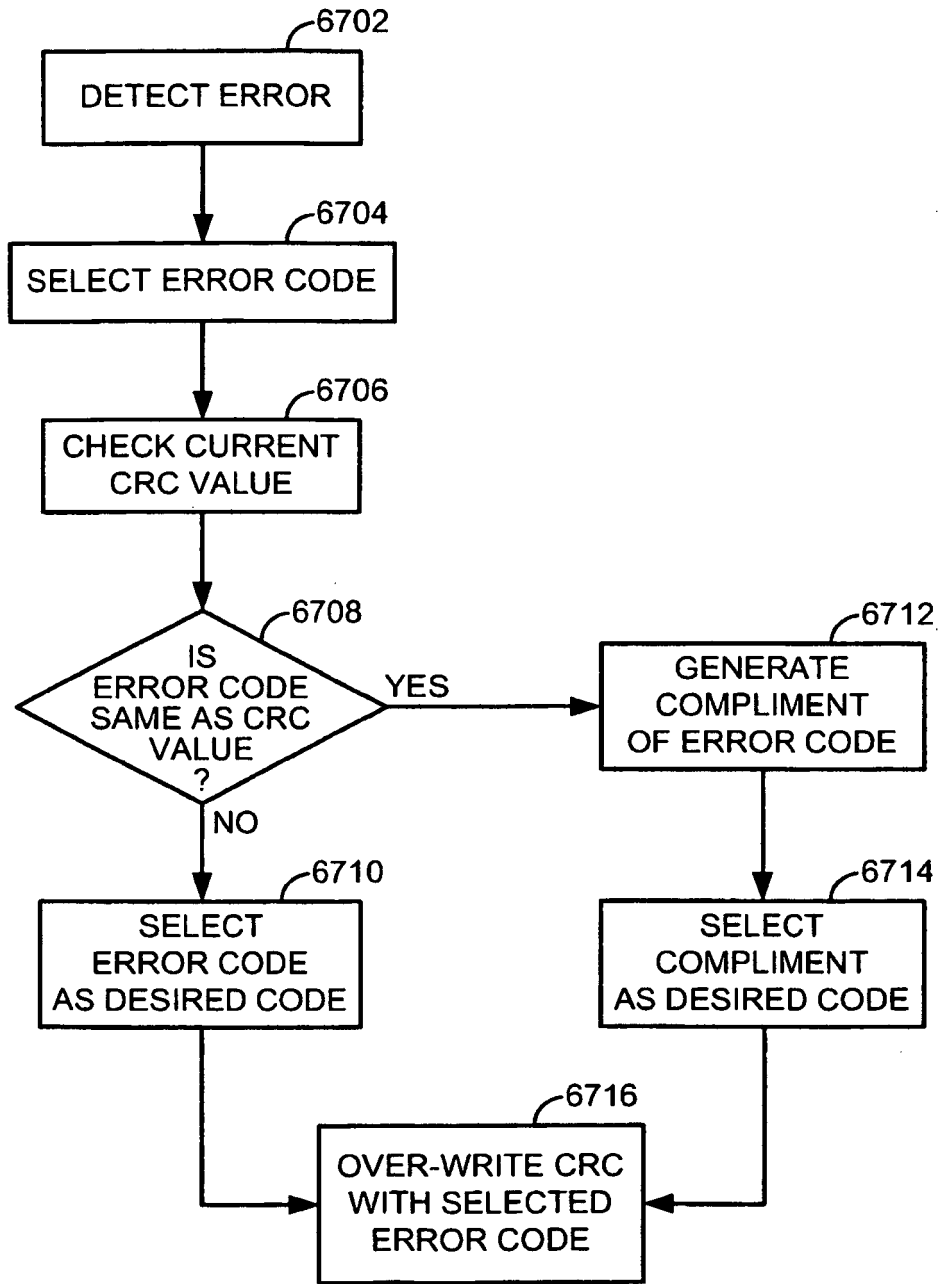 6702
DETECT ERROR
6704
SELECT ERROR CODE
6706
CHECK CURRENT
CRC VALUE
6708
IS
ERROR CODE
SAME AS CRC
VALUE
?
YES
NO
6712
GENERATE
COMPLIMENT
OF ERROR CODE
6710
SELECT
ERROR CODE
AS DESIRED CODE
6714
SELECT
COMPLIMENT
AS DESIRED CODE
6716
OVER-WRITE CRC
WITH SELECTED
ERROR CODE